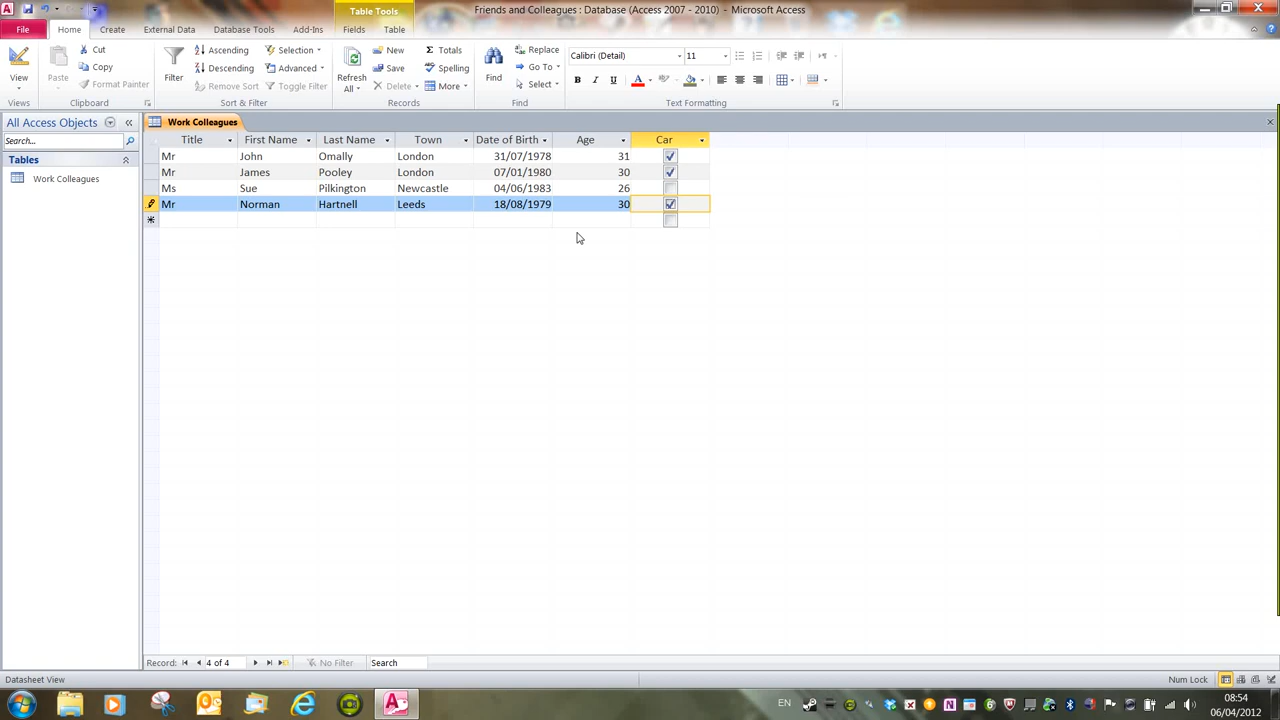 Table Tools
Friends and Colleagues : Database (Access 2007 - 2010) - Microsoft Access
File Home Create External Data Database Tools Add-Ins Fields Table
View
Views
Paste
Cut
Copy
Format Painter
Clipboard
Filter
Ascending
Descending
Remove Sort
Selection
Advanced
Toggle Filter
Sort & Filter
Refresh All
New
Save
Delete
Totals
Spelling
More
Records
Find
Replace
Go To
Select
Find
Calibri (Detail) 11
B I U A
Text Formatting
All Access Objects
Search...
Tables
Work Colleagues
Work Colleagues
Title First Name Last Name Town Date of Birth Age Car
Mr John Omally London 31/07/1978 31
Mr James Pooley London 07/01/1980 30
Ms Sue Pilkington Newcastle 04/06/1983 26
Mr Norman Hartnell Leeds 18/08/1979 30
Record: 4 of 4 No Filter Search
Datasheet View Num Lock
EN
08:54
06/04/2012